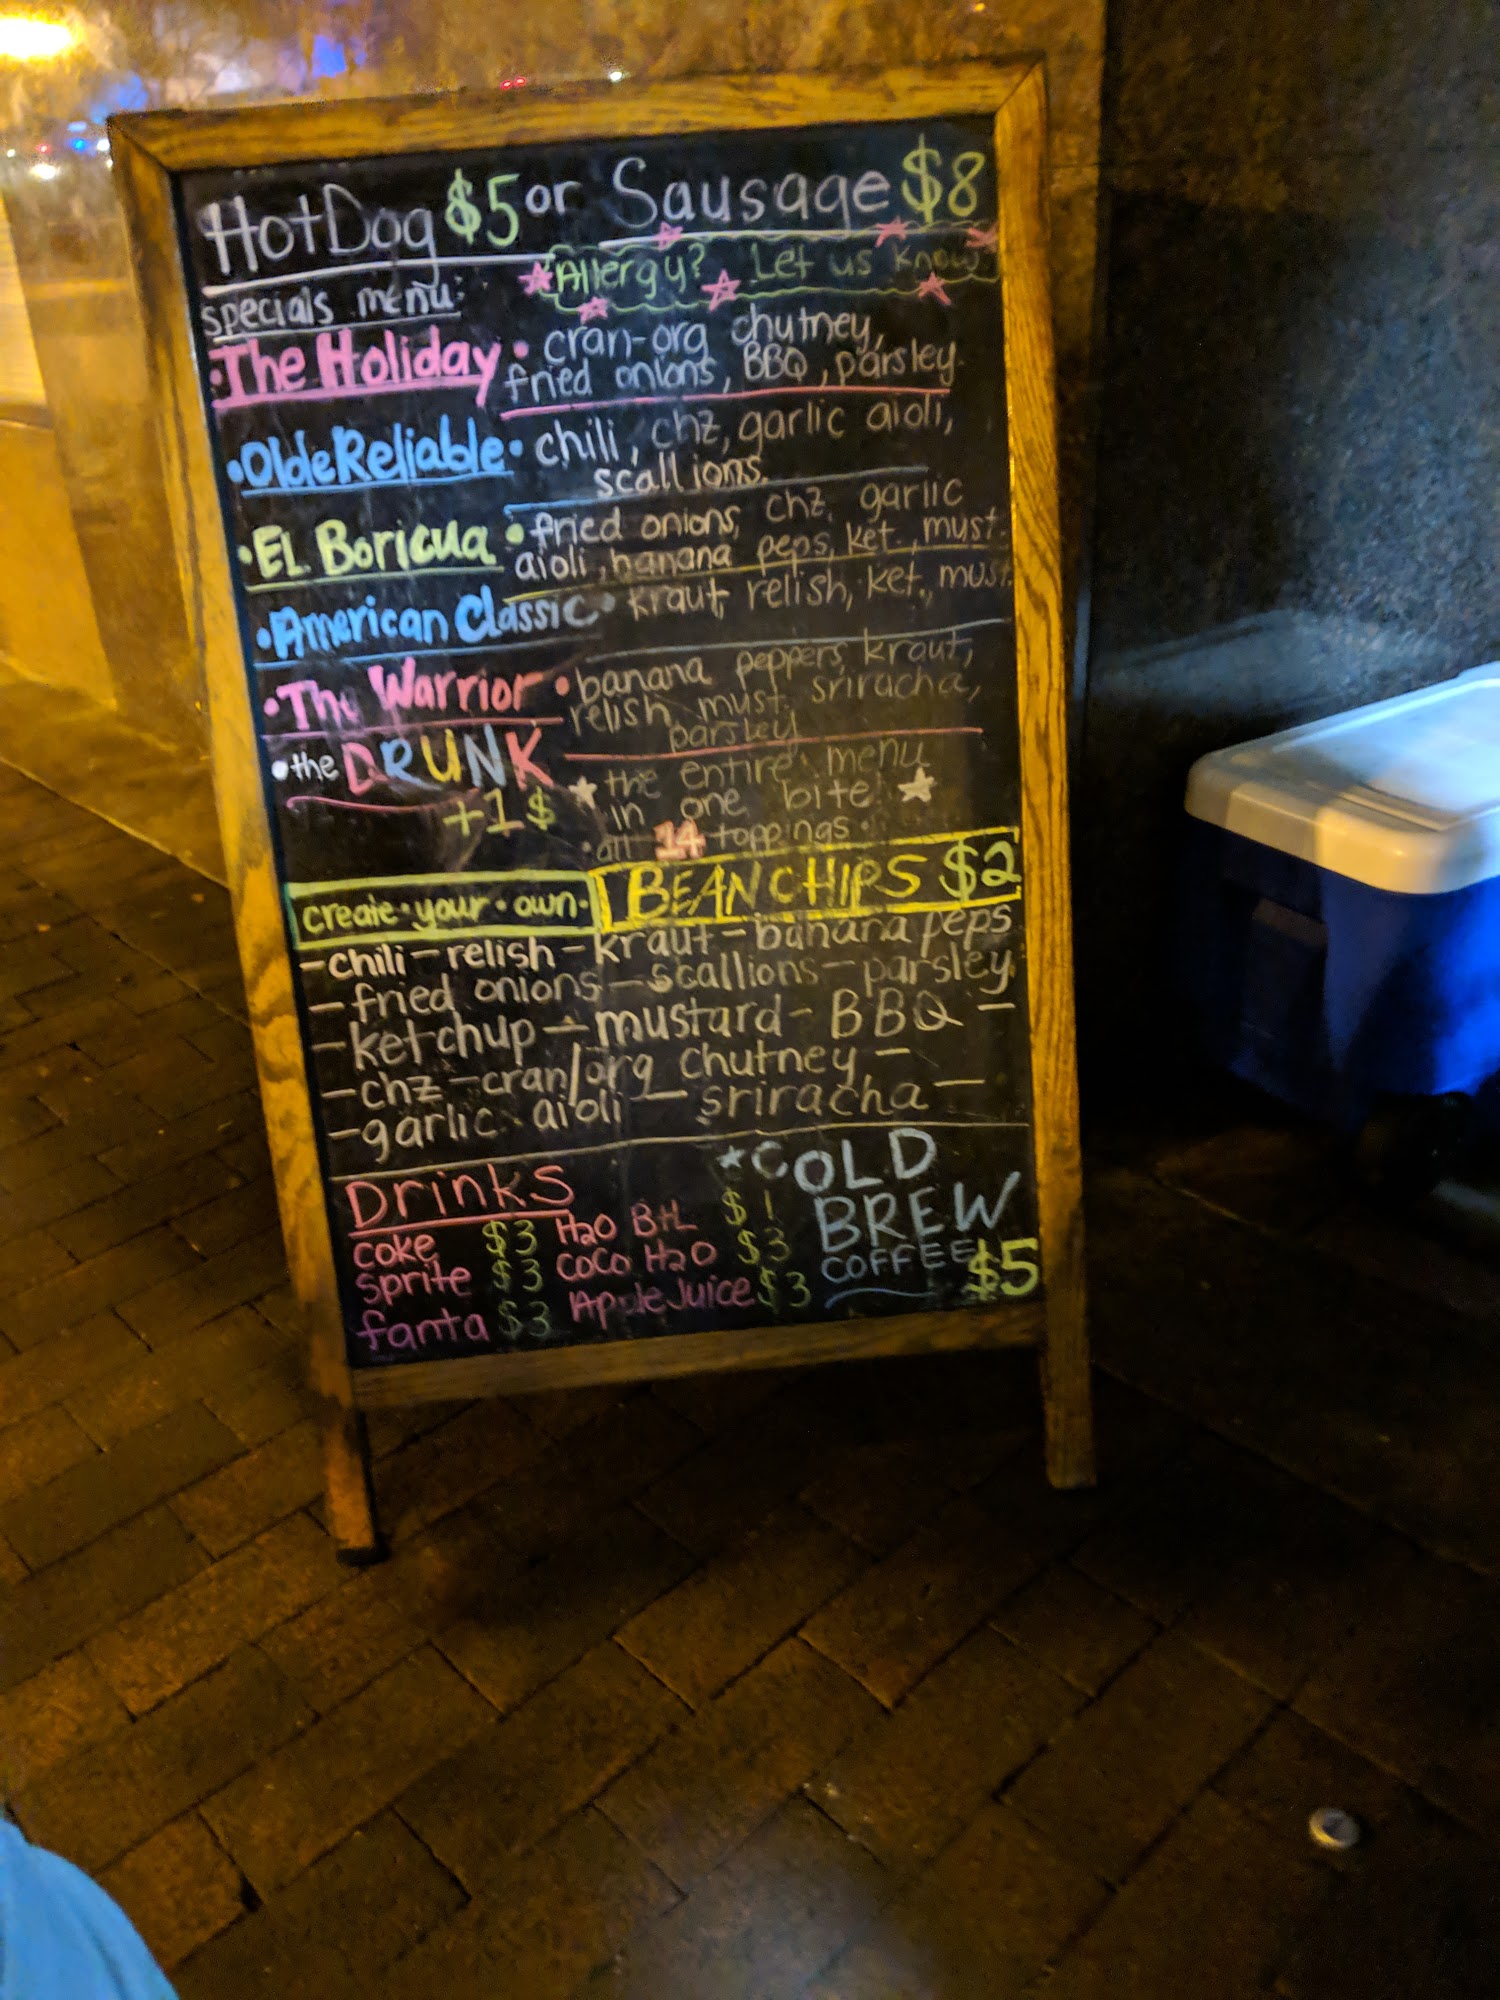 HotDog $5 or Sausage $8
Allergy? Let us know
specials menu:
•The Holiday • cran-org chutney,
fried onions, BBQ, parsley
•OldeReliable • chili, chz, garlic aioli,
scallions.
•EL Boricua • fried onions, chz, garlic
aioli, banana peps, ket., must.
•American Classic • kraut, relish, ket., must.
•The Warrior • banana peppers, kraut,
relish, must. sriracha,
parsley
•the DRUNK
+1$
the entire menu
in one bite!
•all 14 toppings•
create•your•own•
BEAN CHIPS $2
-chili-relish-kraut-banana peps
-fried onions-scallions-parsley
-ketchup-mustard-BBQ-
-chz-cran/org chutney-
-garlic aioli-sriracha-
Drinks
coke $3
sprite $3
fanta $3
H2O Btl $1
CoCo H2O $3
Apple Juice $3
COLD
BREW
COFFEE $5